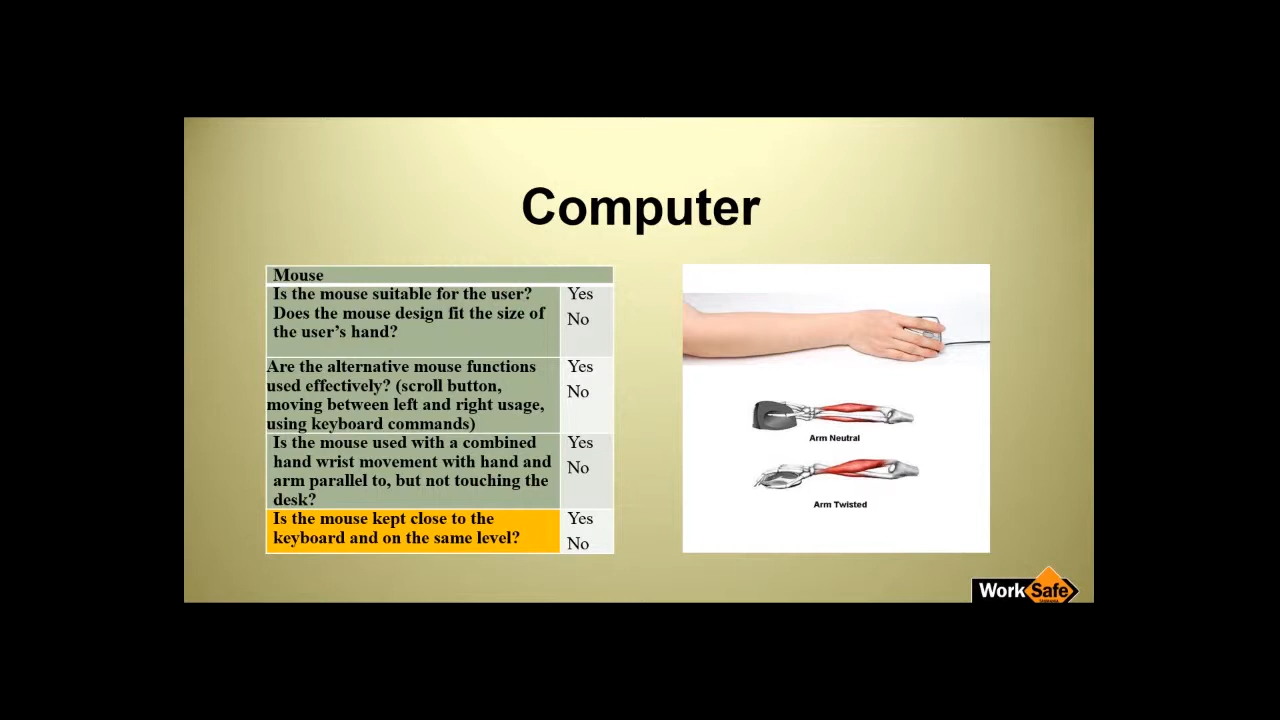 Computer
Mouse
Is the mouse suitable for the user?
Does the mouse design fit the size of
the user's hand?
Yes
No
Are the alternative mouse functions
used effectively? (scroll button,
moving between left and right usage,
using keyboard commands)
Yes
No
Is the mouse used with a combined
hand wrist movement with hand and
arm parallel to, but not touching the
desk?
Yes
No
Is the mouse kept close to the
keyboard and on the same level?
Yes
No
Arm Neutral
Arm Twisted
WorkSafe
TASMANIA